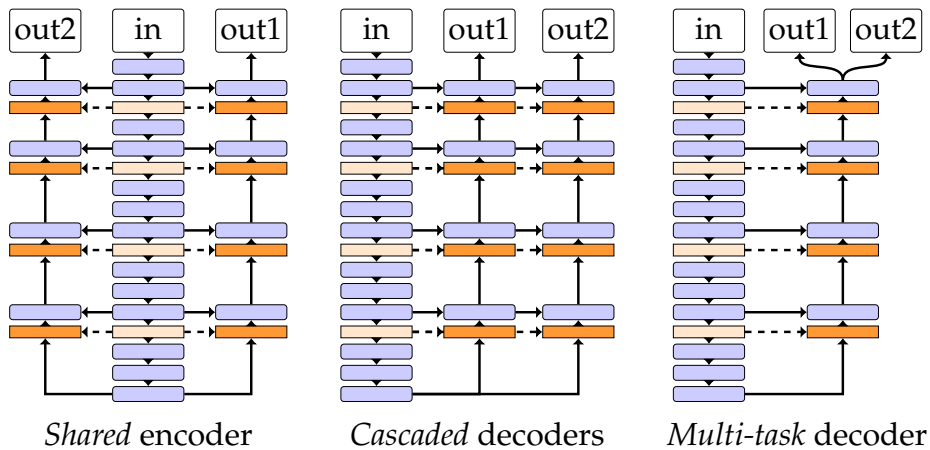 out2 in out1
in out1 out2
in out1 out2
Shared encoder
Cascaded decoders
Multi-task decoder